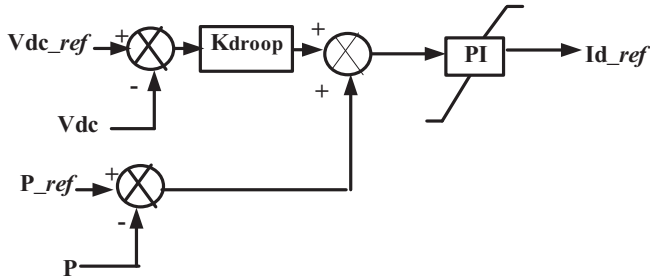 Vdc_ref
+
-
Vdc
Kdroop
+
+
PI
Id_ref
P_ref
+
-
P